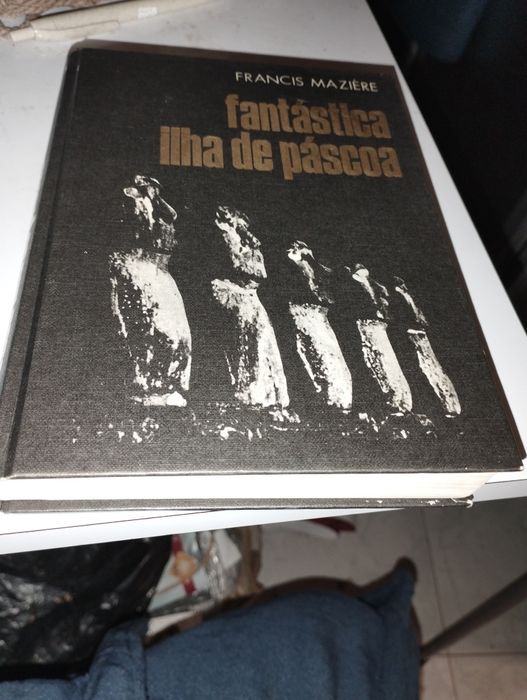 FRANCIS MAZIÈRE
fantástica
ilha de páscoa